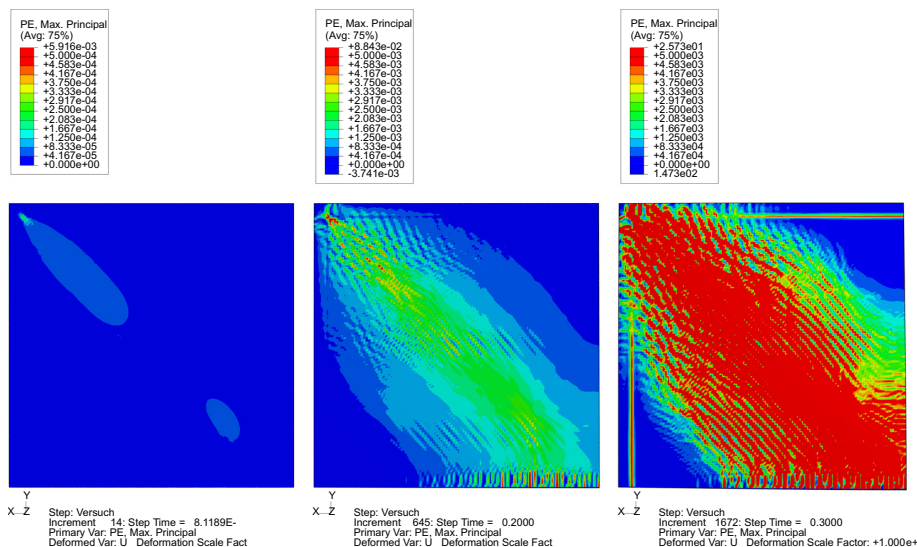 PE, Max. Principal
(Avg: 75%)
+5.916e-03
+5.000e-04
+4.583e-04
+4.167e-04
+3.750e-04
+3.333e-04
+2.917e-04
+2.500e-04
+2.083e-04
+1.667e-04
+1.250e-04
+8.333e-05
+4.167e-05
+0.000e+00
PE, Max. Principal
(Avg: 75%)
+8.843e-02
+5.000e-03
+4.583e-03
+4.167e-03
+3.750e-03
+3.333e-03
+2.917e-03
+2.500e-03
+2.083e-03
+1.667e-03
+1.250e-03
+8.333e-04
+4.167e-04
+0.000e+00
-3.741e-03
PE, Max. Principal
(Avg: 75%)
+2.573e01
+5.000e03
+4.583e03
+4.167e03
+3.750e03
+3.333e03
+2.917e03
+2.500e03
+2.083e03
+1.667e03
+1.250e03
+8.333e04
+4.167e04
+0.000e+00
1.473e02
Y
X Z
Step: Versuch
Increment 14: Step Time = 8.1189E-
Primary Var: PE, Max. Principal
Deformed Var: U Deformation Scale Fact
Y
X Z
Step: Versuch
Increment 645: Step Time = 0.2000
Primary Var: PE, Max. Principal
Deformed Var: U Deformation Scale Fact
Y
X Z
Step: Versuch
Increment 1672: Step Time = 0.3000
Primary Var: PE, Max. Principal
Deformed Var: U Deformation Scale Factor: +1.000e+